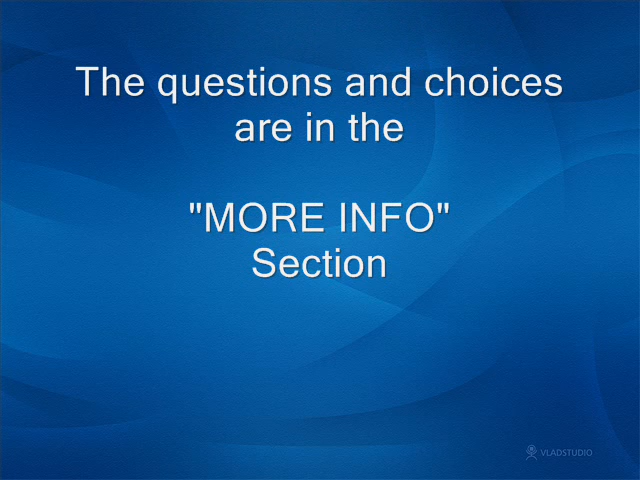 The questions and choices
are in the
"MORE INFO"
Section
VLADSTUDIO